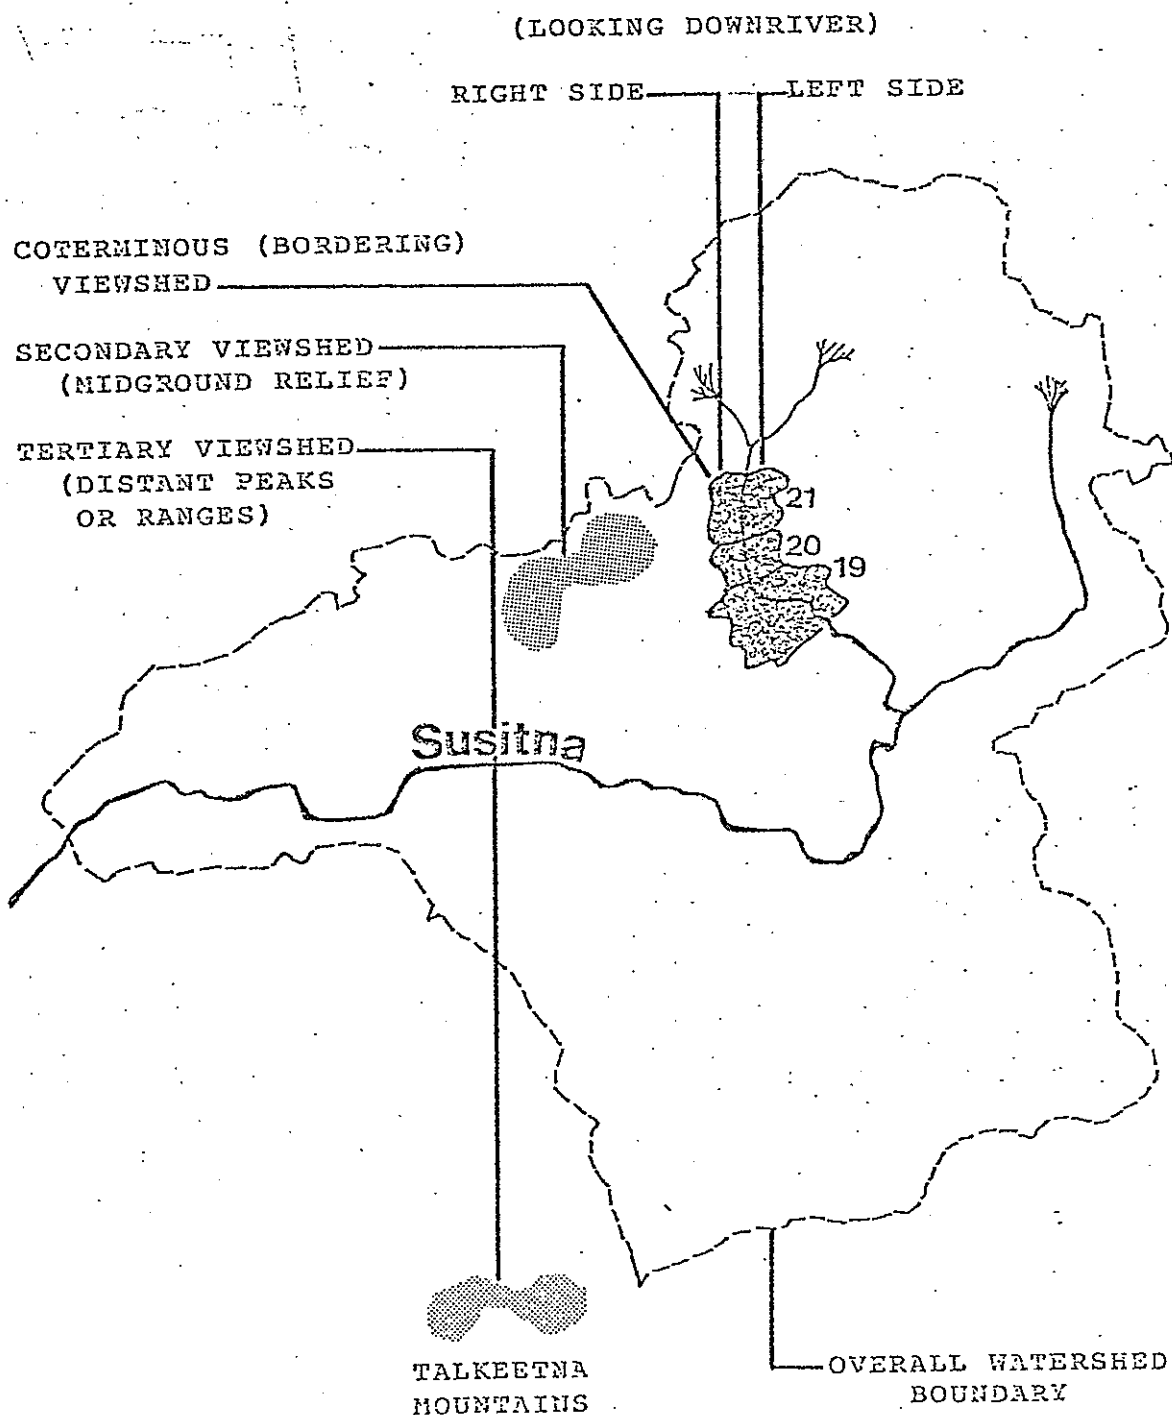 (LOOKING DOWNRIVER)
RIGHT SIDE LEFT SIDE
COTERMINOUS (BORDERING)
VIEWSHED
SECONDARY VIEWSHED
(MIDGROUND RELIEF)
TERTIARY VIEWSHED
(DISTANT PEAKS
OR RANGES)
21
20
19
Susitna
TALKEETNA
MOUNTAINS
OVERALL WATERSHED
BOUNDARY